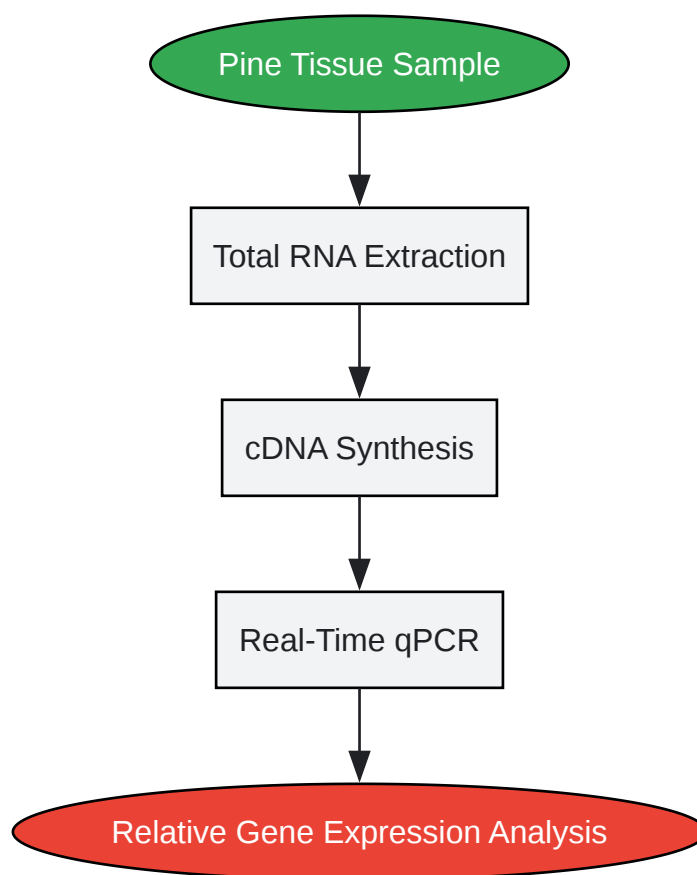 Pine Tissue Sample
Total RNA Extraction
cDNA Synthesis
Real-Time qPCR
Relative Gene Expression Analysis